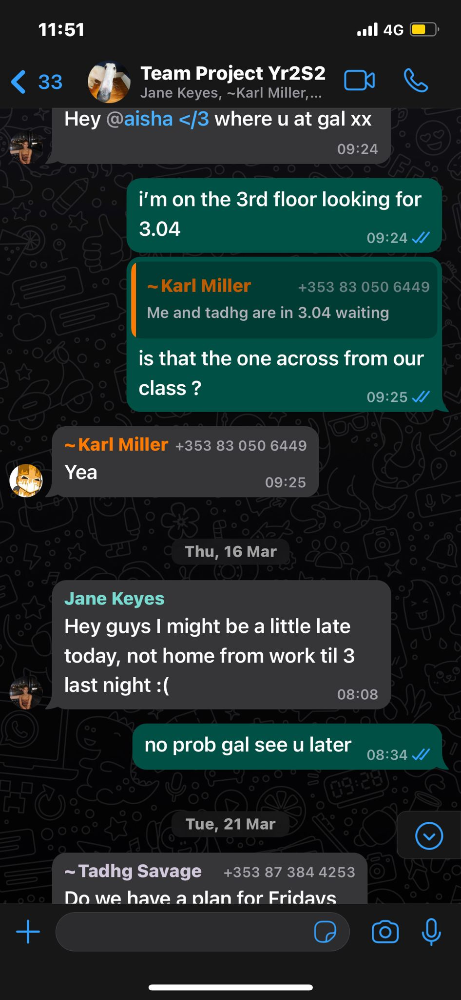 11:51
4G
33
Team Project Yr2S2
Jane Keyes, ~Karl Miller,...
Hey @aisha </3 where u at gal xx
09:24
i’m on the 3rd floor looking for
3.04
09:24
~Karl Miller +353 83 050 6449
Me and tadhg are in 3.04 waiting
is that the one across from our
class ?
09:25
~Karl Miller +353 83 050 6449
Yea
09:25
Thu, 16 Mar
Jane Keyes
Hey guys I might be a little late
today, not home from work til 3
last night :(
08:08
no prob gal see u later
08:34
09:28
Tue, 21 Mar
~Tadhg Savage +353 87 384 4253
Do we have a plan for Fridays